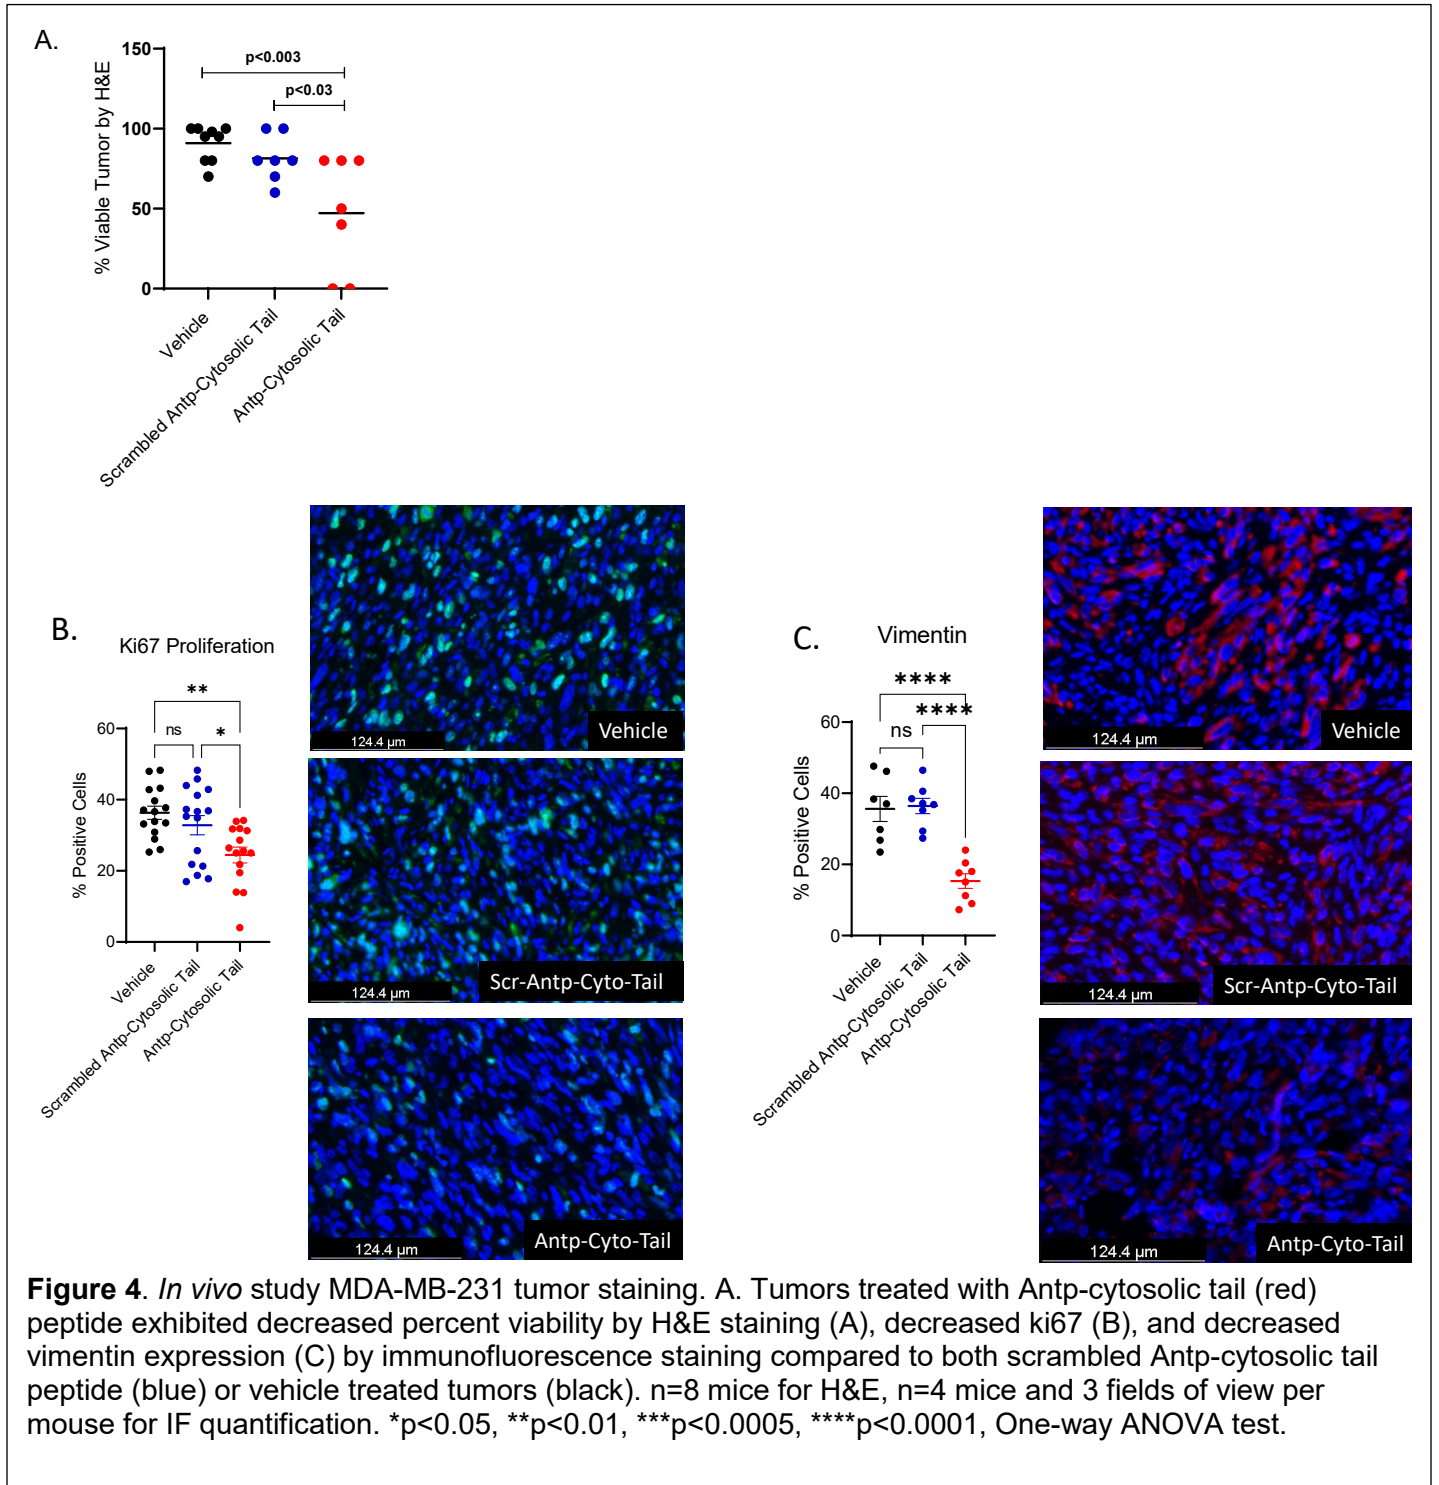 A.
150
100
50
0
% Viable Tumor by H&E
p<0.003
p<0.03
Vehicle
Scrambled Antp-Cytosolic Tail
Antp-Cytosolic Tail
B.
Ki67 Proliferation
**
ns
*
60
40
20
0
% Positive Cells
Vehicle
Scrambled Antp-Cytosolic Tail
Antp-Cytosolic Tail
124.4 µm
Vehicle
124.4 µm
Scr-Antp-Cyto-Tail
124.4 µm
Antp-Cyto-Tail
C.
Vimentin
****
****
ns
60
40
20
0
% Positive Cells
Vehicle
Scrambled Antp-Cytosolic Tail
Antp-Cytosolic Tail
124.4 µm
Vehicle
124.4 µm
Scr-Antp-Cyto-Tail
124.4 µm
Antp-Cyto-Tail
Figure 4. In vivo study MDA-MB-231 tumor staining. A. Tumors treated with Antp-cytosolic tail (red)
peptide exhibited decreased percent viability by H&E staining (A), decreased ki67 (B), and decreased
vimentin expression (C) by immunofluorescence staining compared to both scrambled Antp-cytosolic tail
peptide (blue) or vehicle treated tumors (black). n=8 mice for H&E, n=4 mice and 3 fields of view per
mouse for IF quantification. *p<0.05, **p<0.01, ***p<0.0005, ****p<0.0001, One-way ANOVA test.